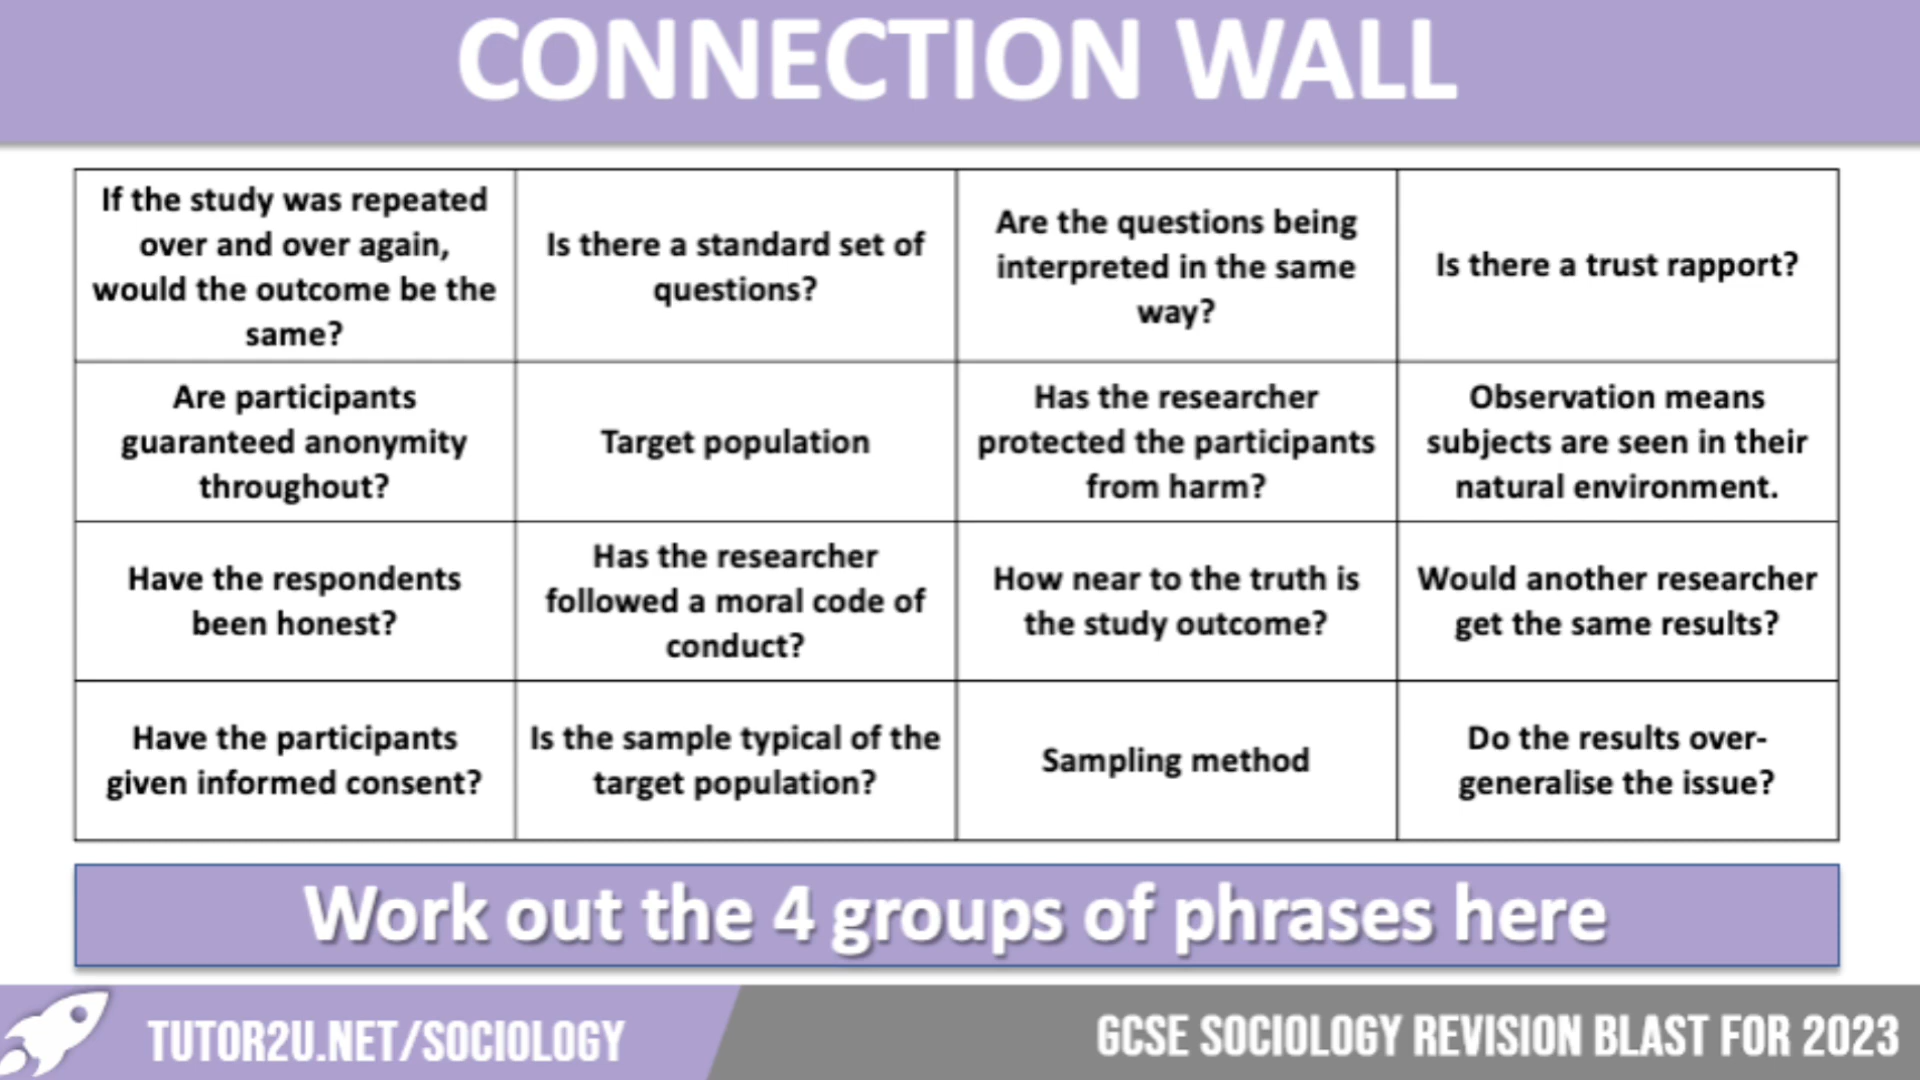 CONNECTION WALL
If the study was repeated
over and over again,
would the outcome be the
same?
Is there a standard set of
questions?
Are the questions being
interpreted in the same
way?
Is there a trust rapport?
Are participants
guaranteed anonymity
throughout?
Target population
Has the researcher
protected the participants
from harm?
Observation means
subjects are seen in their
natural environment.
Have the respondents
been honest?
Has the researcher
followed a moral code of
conduct?
How near to the truth is
the study outcome?
Would another researcher
get the same results?
Have the participants
given informed consent?
Is the sample typical of the
target population?
Sampling method
Do the results over-
generalise the issue?
Work out the 4 groups of phrases here
TUTOR2U.NET/SOCIOLOGY
GCSE SOCIOLOGY REVISION BLAST FOR 2023